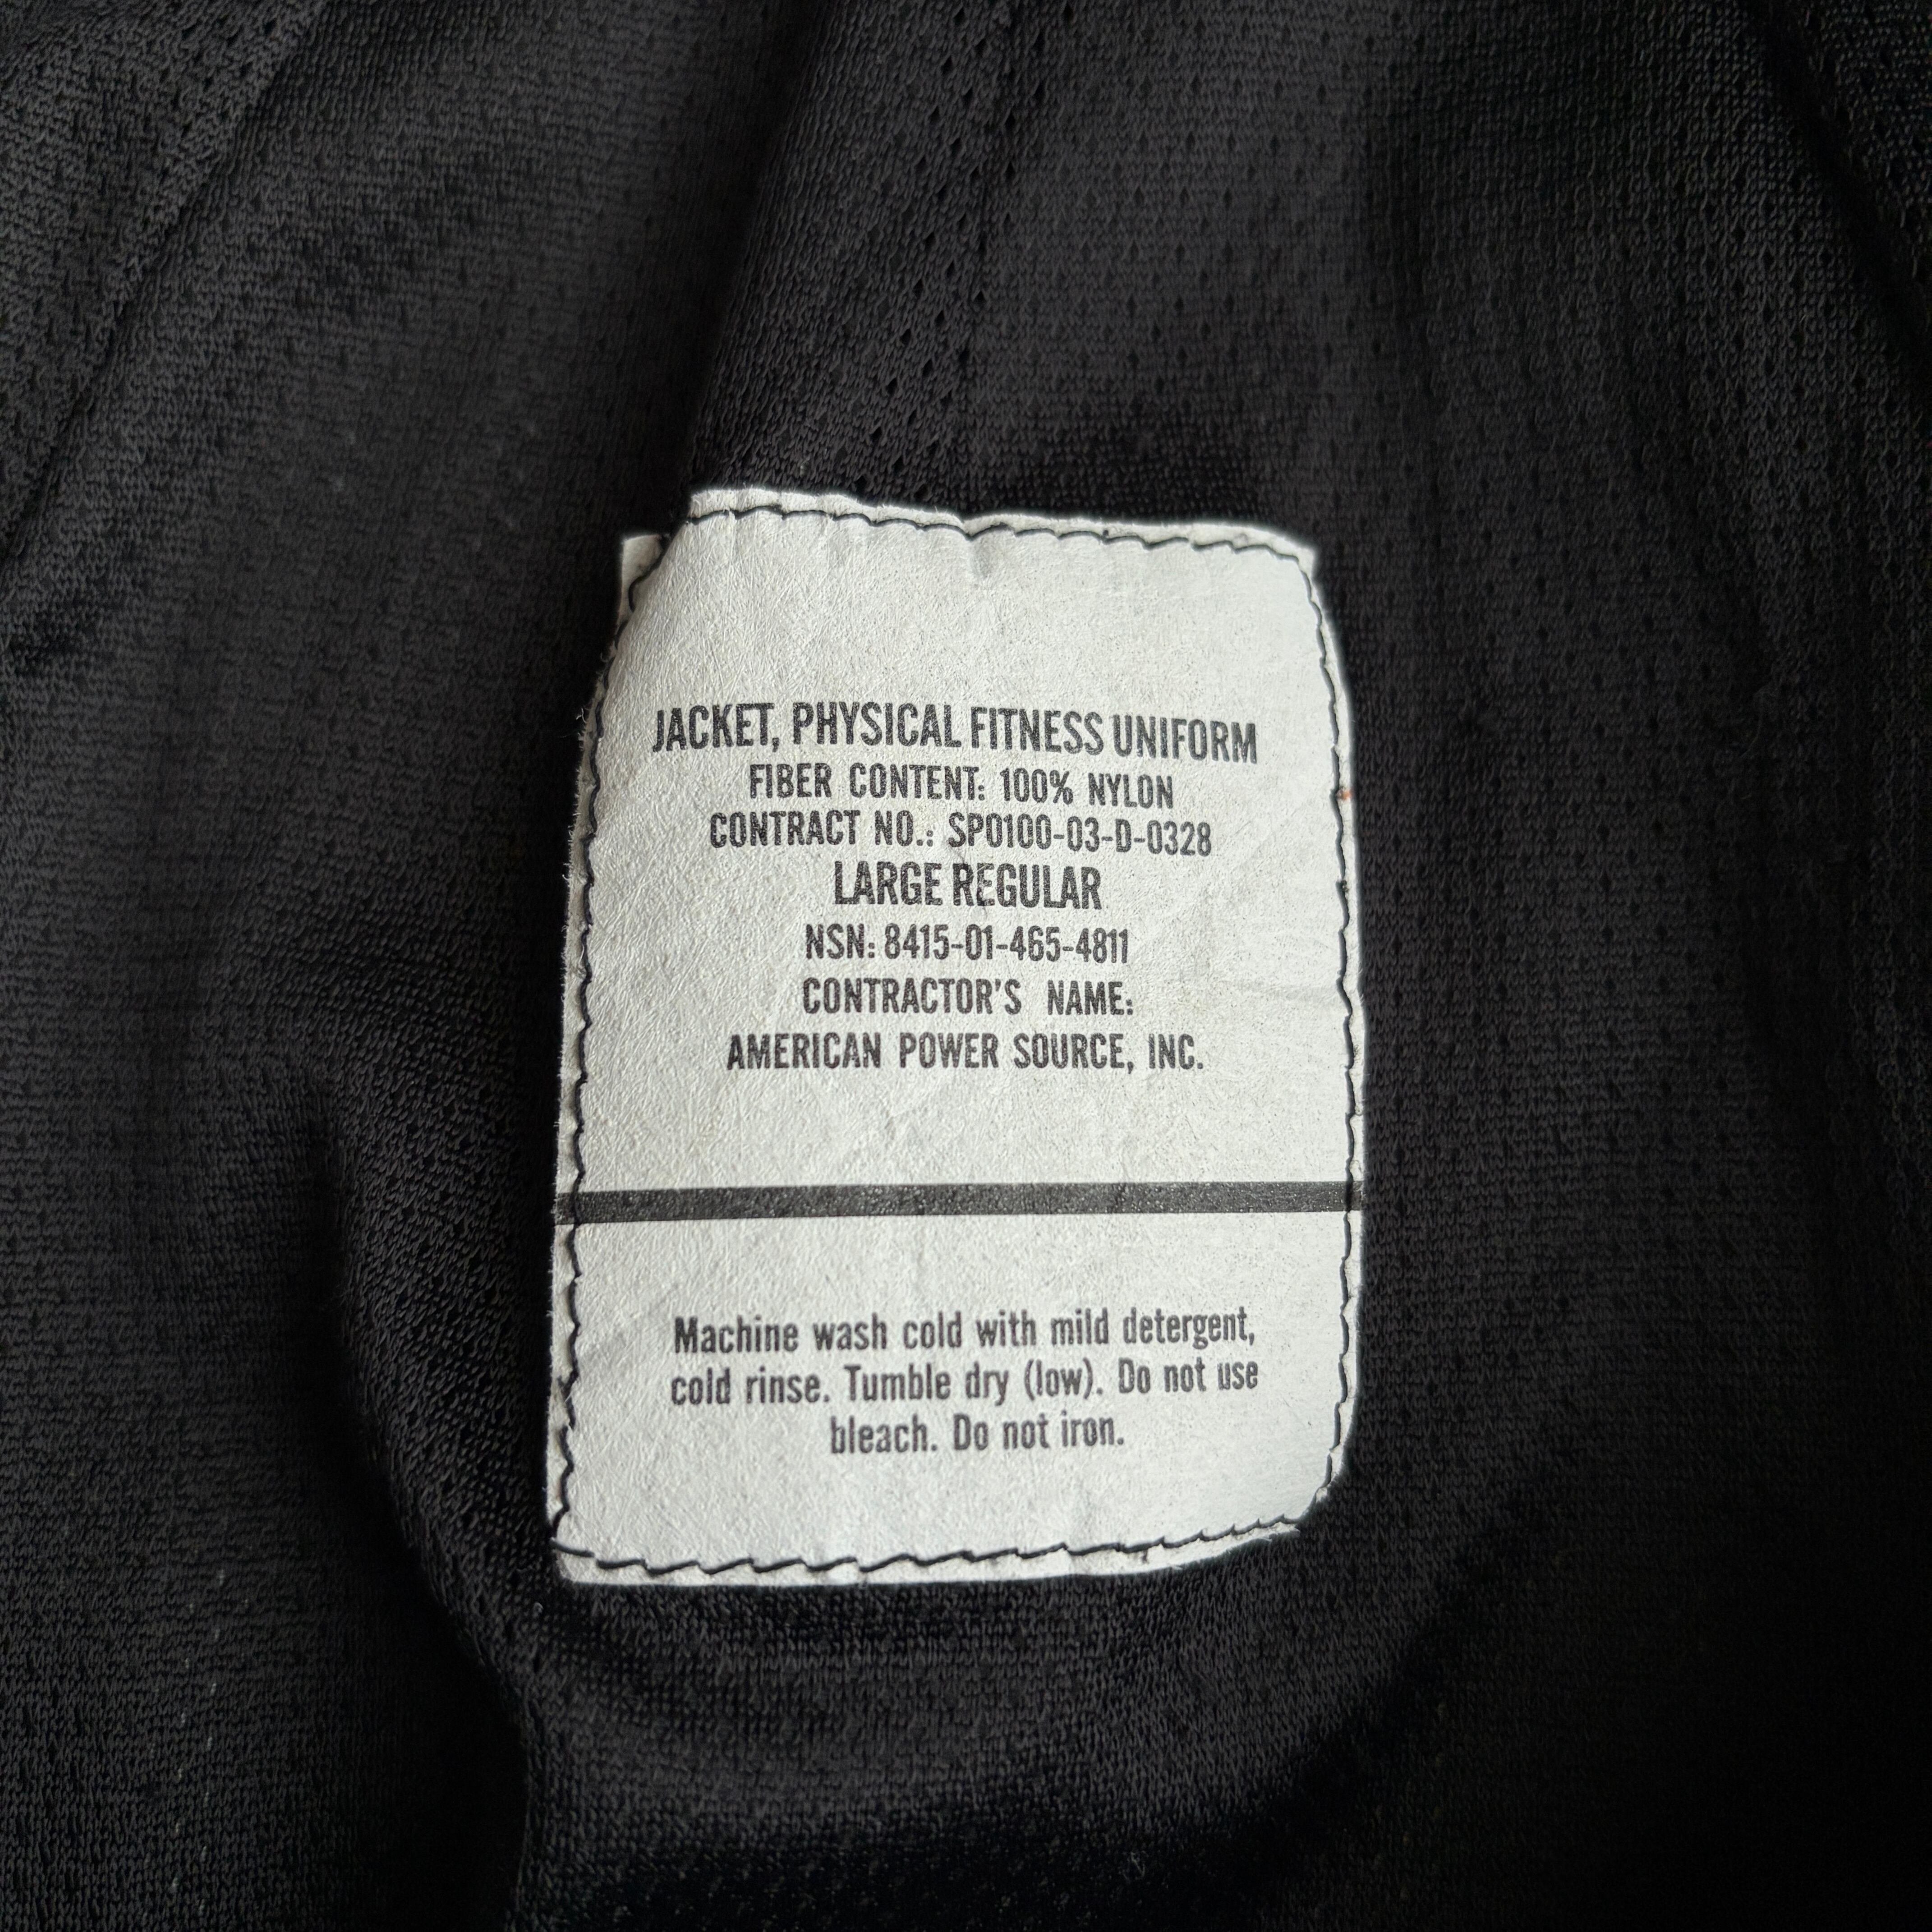 JACKET, PHYSICAL FITNESS UNIFORM
FIBER CONTENT: 100% NYLON
CONTRACT NO.: SP0100-03-D-0328
LARGE REGULAR
NSN: 8415-01-465-4811
CONTRACTOR'S NAME:
AMERICAN POWER SOURCE, INC.
Machine wash cold with mild detergent,
cold rinse. Tumble dry (low). Do not use
bleach. Do not iron.